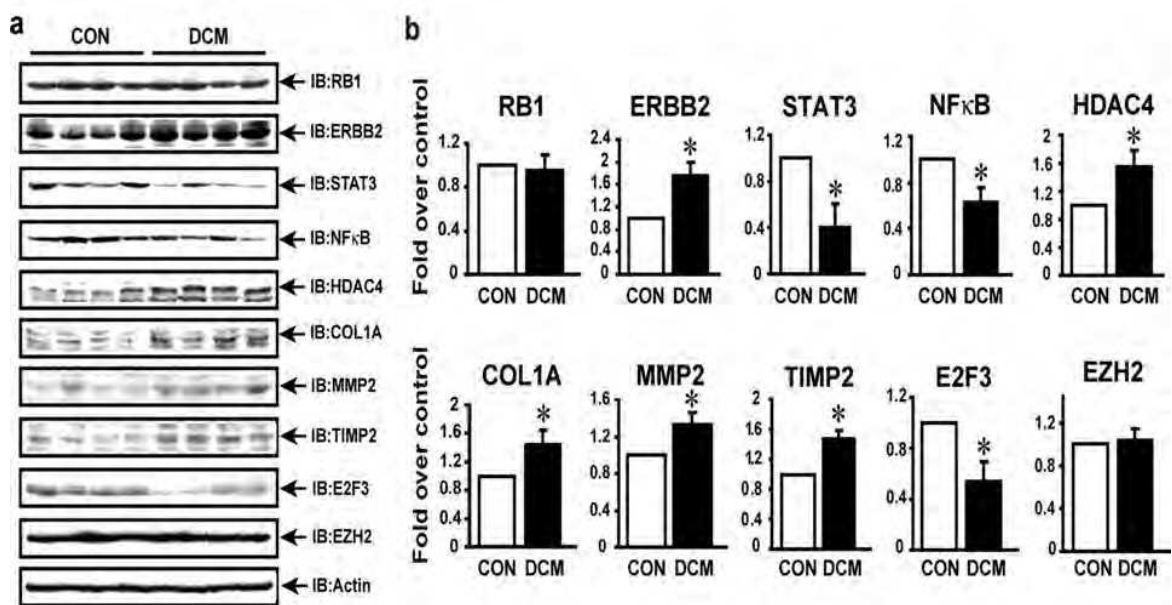 a
CON DCM
IB:RB1
IB:ERBB2
IB:STAT3
IB:NFκB
IB:HDAC4
IB:COL1A
IB:MMP2
IB:TIMP2
IB:E2F3
IB:EZH2
IB:Actin
b
RB1 ERBB2 STAT3 NFκB HDAC4
Fold over control
1.2
0.8
0.4
0
CON DCM
2.4
2
1.6
1.2
0.8
0.4
0
*
CON DCM
1.2
0.8
0.4
0
*
CON DCM
1.2
0.8
0.4
0
*
CON DCM
2
1.6
1.2
0.8
0.4
0
*
CON DCM
COL1A MMP2 TIMP2 E2F3 EZH2
Fold over control
2
1.6
1.2
0.8
0.4
0
*
CON DCM
1.6
1.2
0.8
0.4
0
*
CON DCM
2
1.6
1.2
0.8
0.4
0
*
CON DCM
1.2
0.8
0.4
0
*
CON DCM
1.6
1.2
0.8
0.4
0
CON DCM